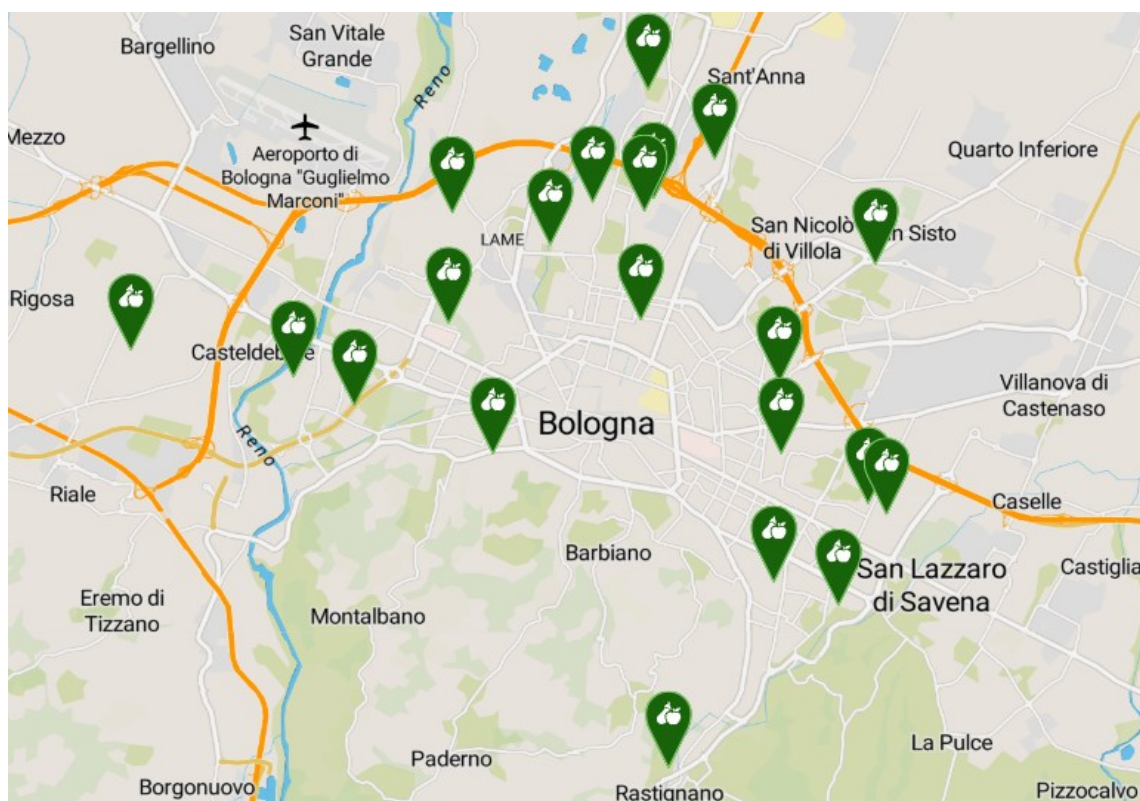 San Vitale
Grande
Bargellino
Reno
Sant'Anna
Mezzo
Aeroporto di
Bologna "Guglielmo
Marconi"
Quarto Inferiore
San Nicolò
di Villola
n Sisto
LAME
Rigosa
Casteldeb
e
Villanova di
Castenaso
Bologna
Reno
Riale
Caselle
Barbiano
Castiglia
San Lazzaro
di Savena
Eremo di
Tizzano
Montalbano
La Pulce
Paderno
Borgonuovo
Rastignano
Pizzocalvo